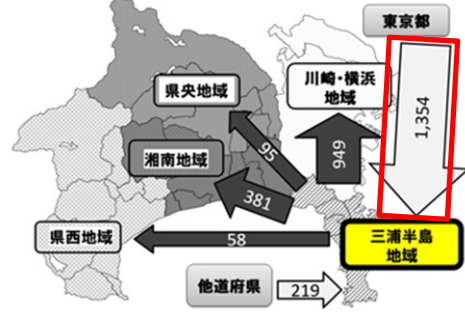 東京都
川崎・横浜
地域
県央地域
1,354
95
949
湘南地域
381
県西地域
58
三浦半島
地域
他道府県
219